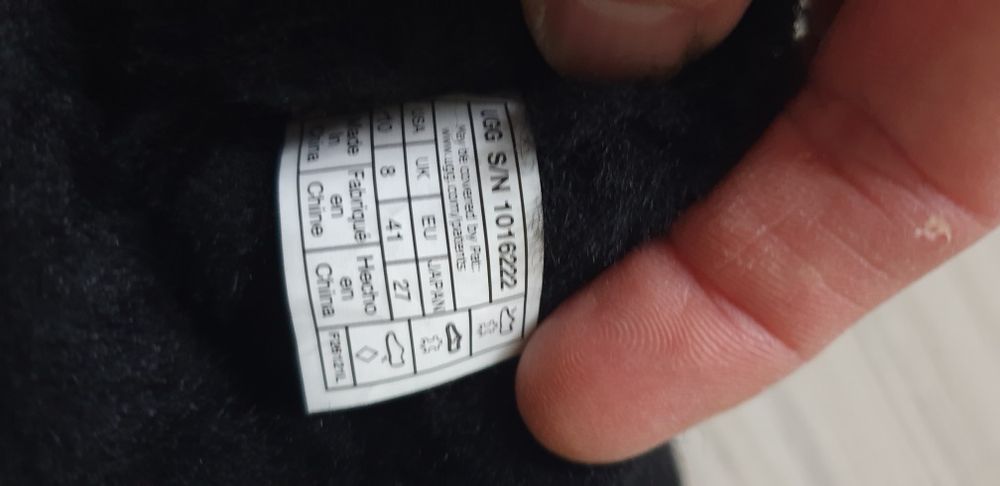 UGG S/N 1016222
May be covered by Pat:
www.ugg.com/patents
USA UK EU JAPAN
10 8 41 27
Made Fabriqué Hecho
in en en
China Chine China